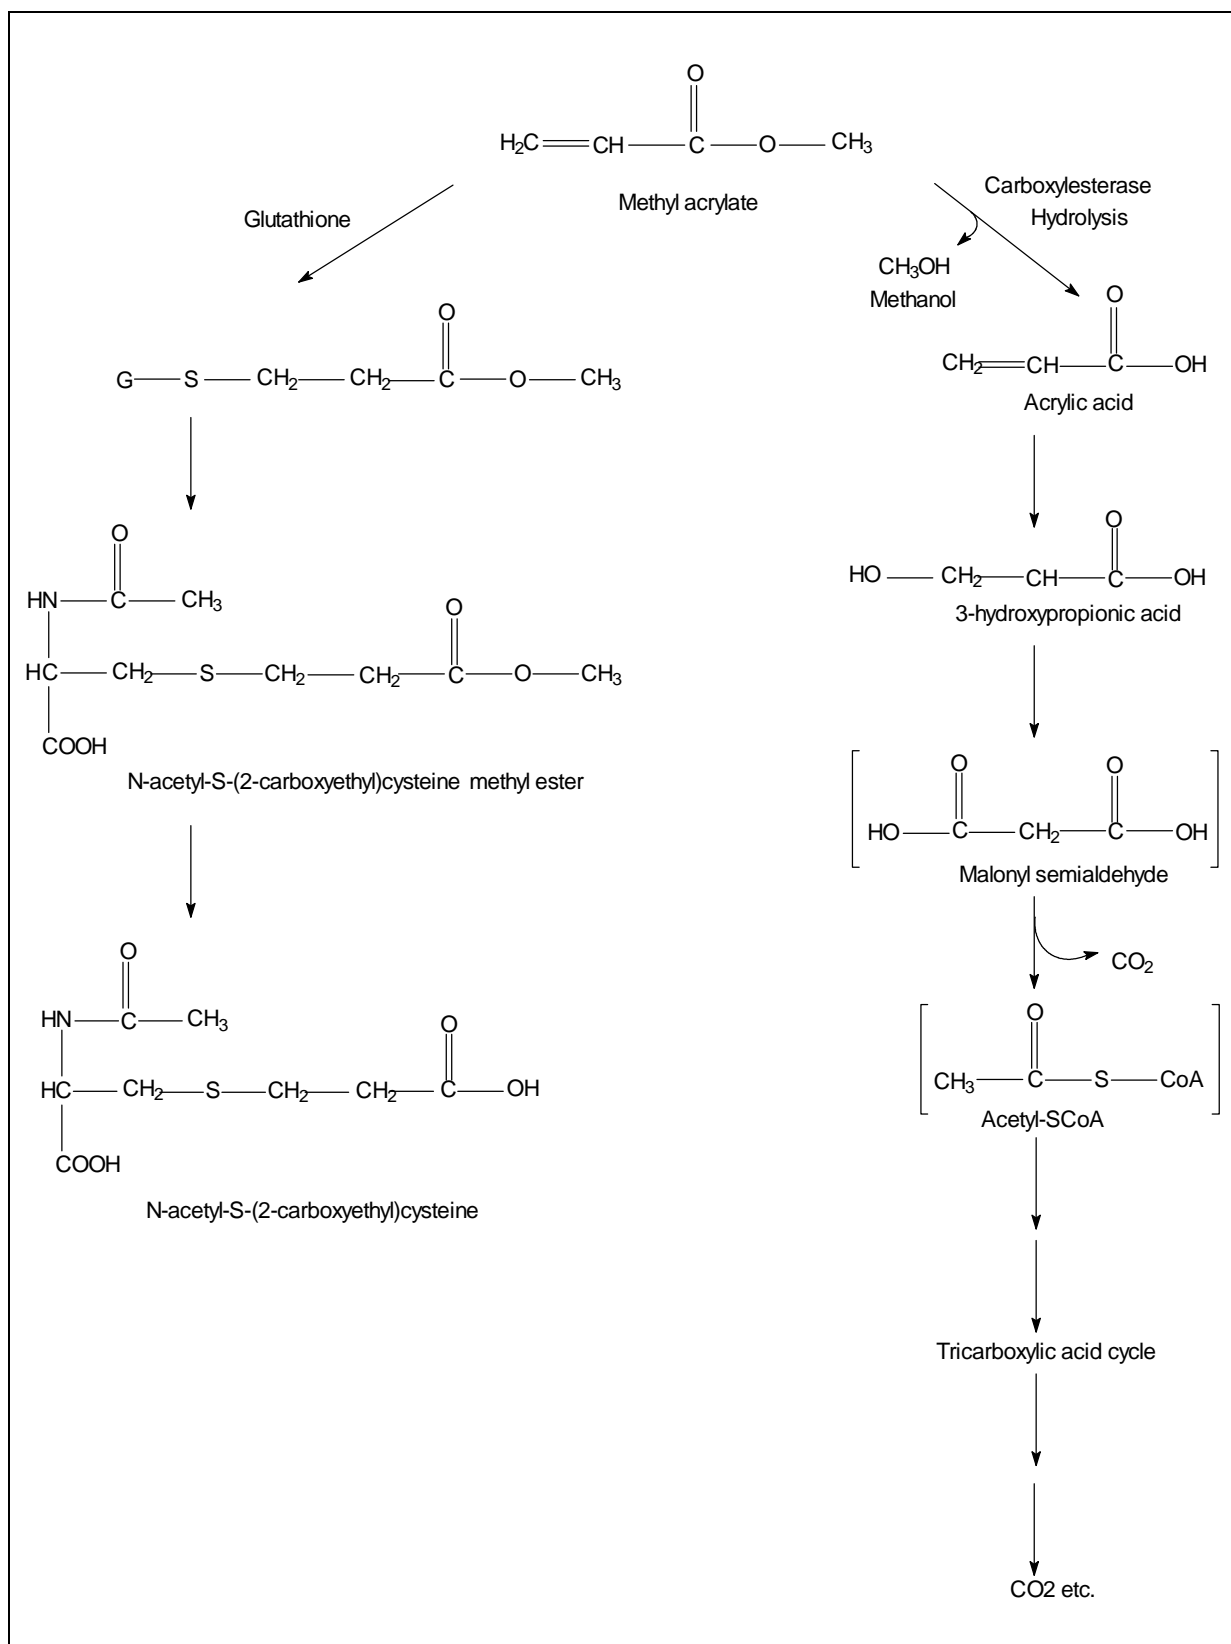 O
H₂C CH C O CH₃
Methyl acrylate
Glutathione
Carboxylesterase
Hydrolysis
CH₃OH
Methanol
O
G S CH₂ CH₂ C O CH₃
O
CH₂ CH C OH
Acrylic acid
O
HN C CH₃
O
HC CH₂ S CH₂ CH₂ C O CH₃
COOH
N-acetyl-S-(2-carboxyethyl)cysteine methyl ester
O
HO CH₂ CH C OH
3-hydroxypropionic acid
O O
HO C CH₂ C OH
Malonyl semialdehyde
CO₂
O
HN C CH₃
O
HC CH₂ S CH₂ CH₂ C OH
COOH
N-acetyl-S-(2-carboxyethyl)cysteine
O
CH₃ C S CoA
Acetyl-SCoA
Tricarboxylic acid cycle
CO2 etc.